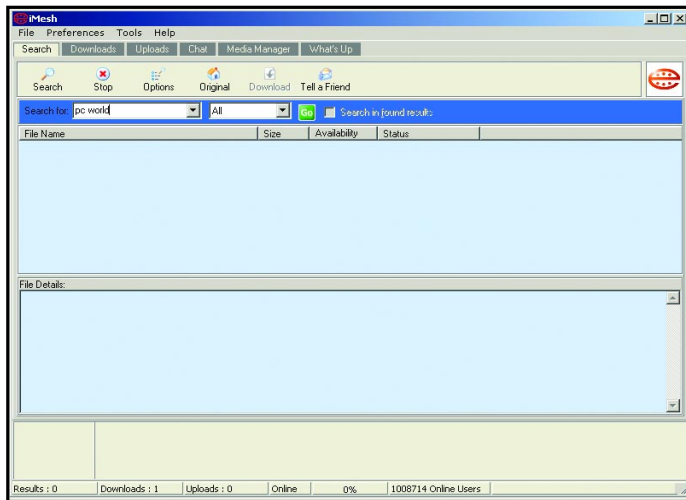 iMesh
File Preferences Tools Help
Search Downloads Uploads Chat Media Manager What's Up
Search Stop Options Original Download Tell a Friend
Search for: pc world All Go Search in found results
File Name Size Availability Status
File Details:
Results : 0 Downloads : 1 Uploads : 0 Online 0% 1008714 Online Users